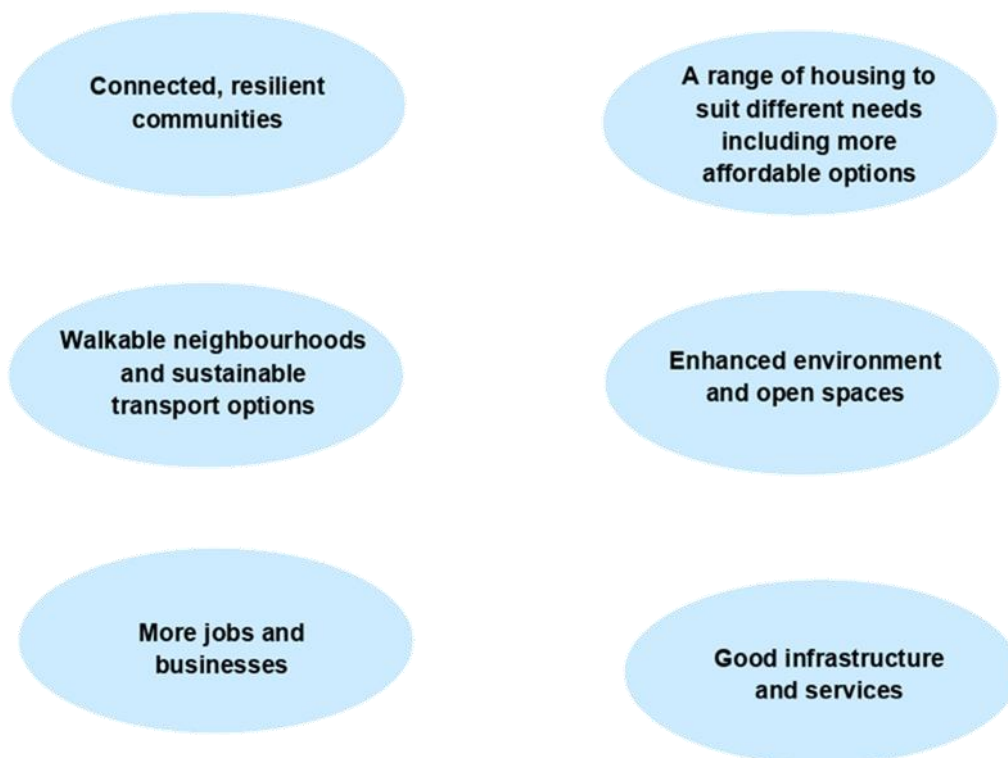 Connected, resilient
communities
A range of housing to
suit different needs
including more
affordable options
Walkable neighbourhoods
and sustainable
transport options
Enhanced environment
and open spaces
More jobs and
businesses
Good infrastructure
and services